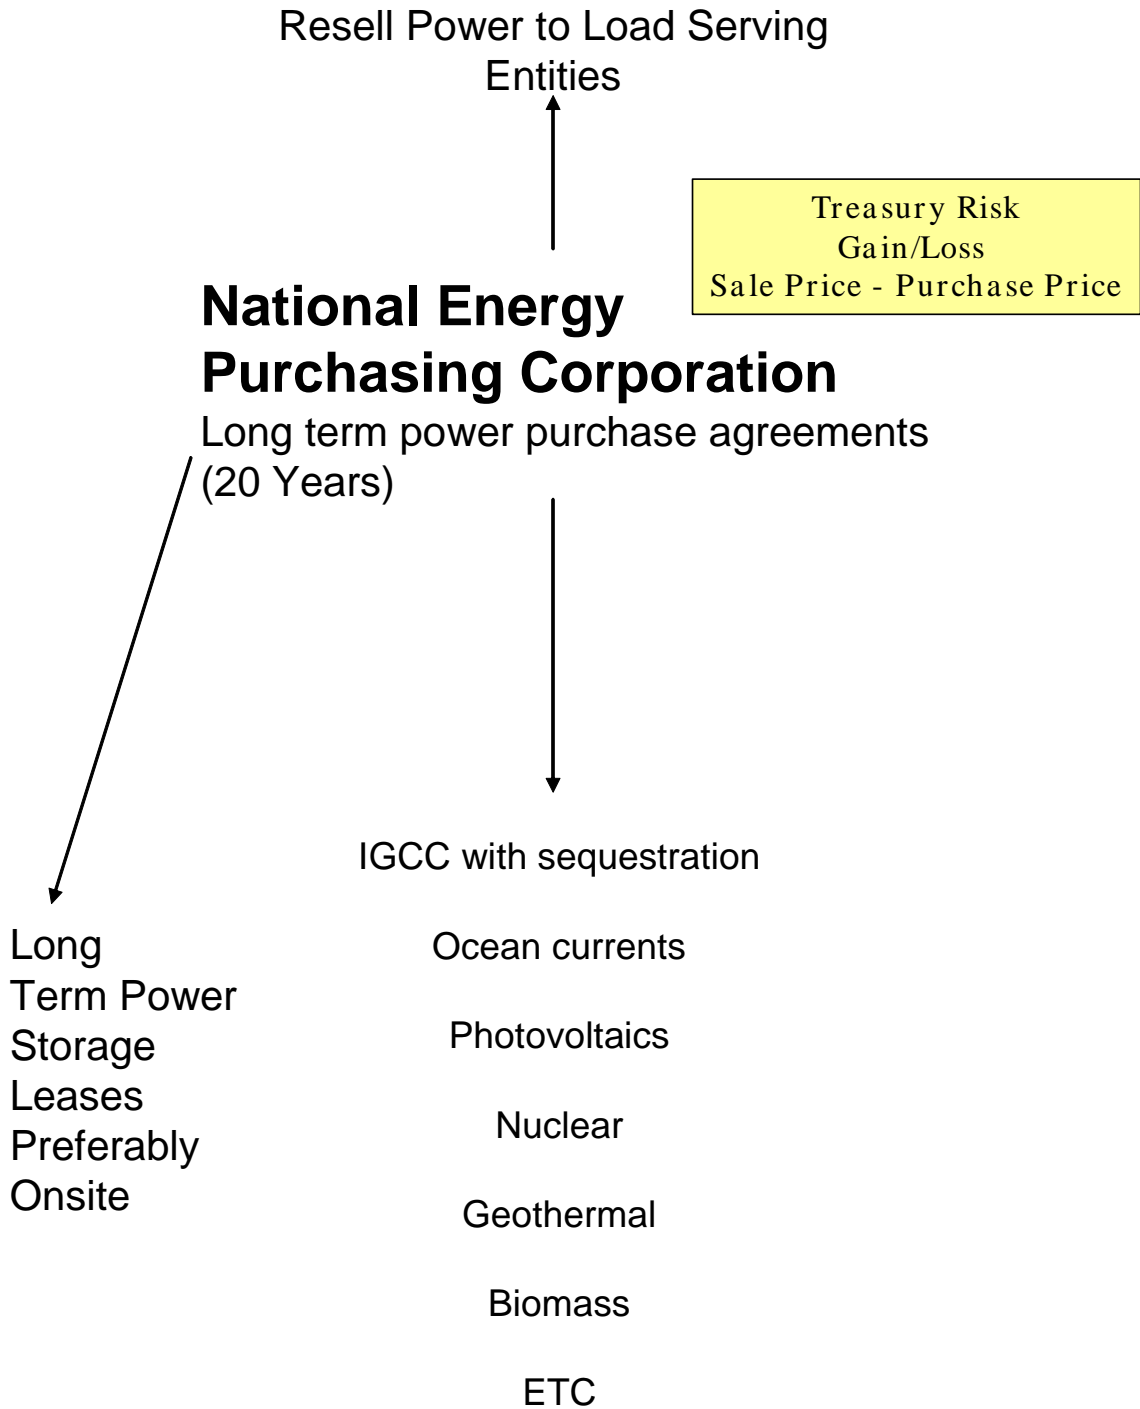 Resell Power to Load Serving
Entities
Treasury Risk
Gain/Loss
Sale Price - Purchase Price
National Energy
Purchasing Corporation
Long term power purchase agreements
(20 Years)
IGCC with sequestration
Ocean currents
Photovoltaics
Nuclear
Geothermal
Biomass
ETC
Long
Term Power
Storage
Leases
Preferably
Onsite